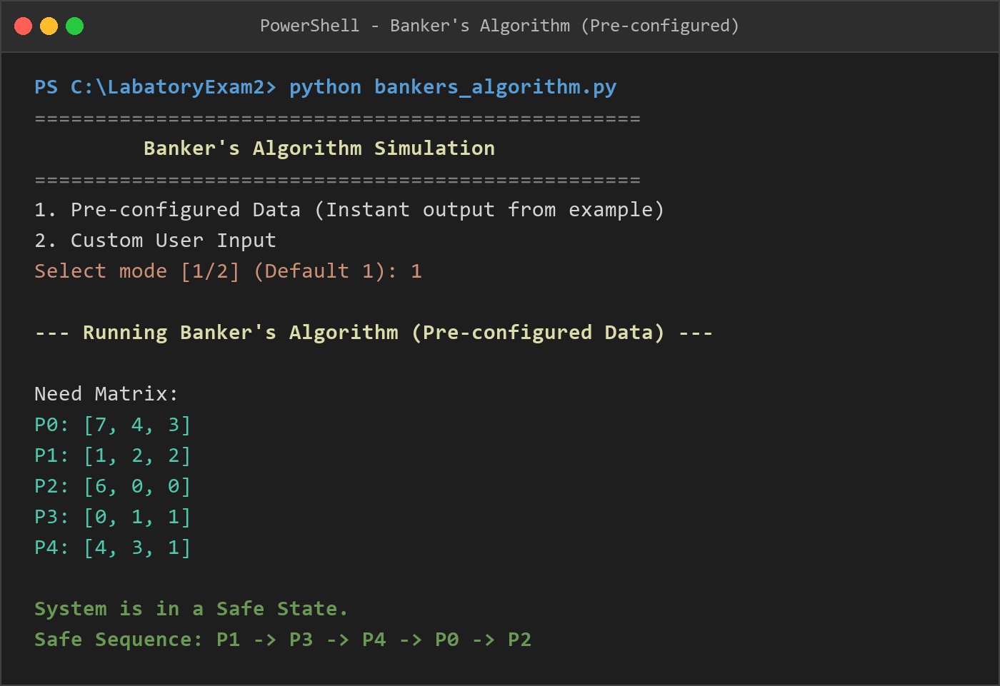 PowerShell - Banker's Algorithm (Pre-configured)
PS C:\LabatoryExam2> python bankers_algorithm.py
==================================================
Banker's Algorithm Simulation
==================================================
1. Pre-configured Data (Instant output from example)
2. Custom User Input
Select mode [1/2] (Default 1): 1
--- Running Banker's Algorithm (Pre-configured Data) ---
Need Matrix:
P0: [7, 4, 3]
P1: [1, 2, 2]
P2: [6, 0, 0]
P3: [0, 1, 1]
P4: [4, 3, 1]
System is in a Safe State.
Safe Sequence: P1 -> P3 -> P4 -> P0 -> P2